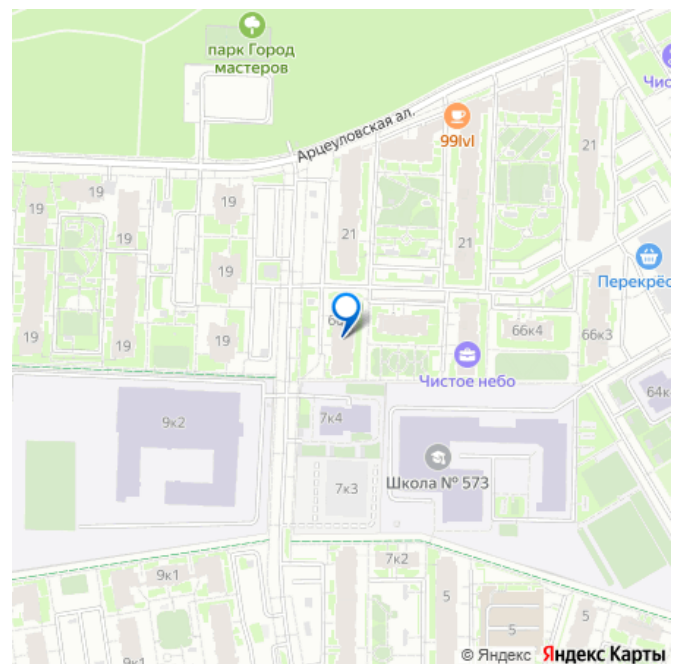 парк Город
мастеров
Арцеуловская ал.
99lvl
21
19
19
19
19
19
19
19
21
21
Перекрёс
66к4
66к3
Чистое небо
64к
9к2
7к4
7к3
Школа № 573
7к2
9к1
9к1
5
5
5
© Яндекс Яндекс Карты